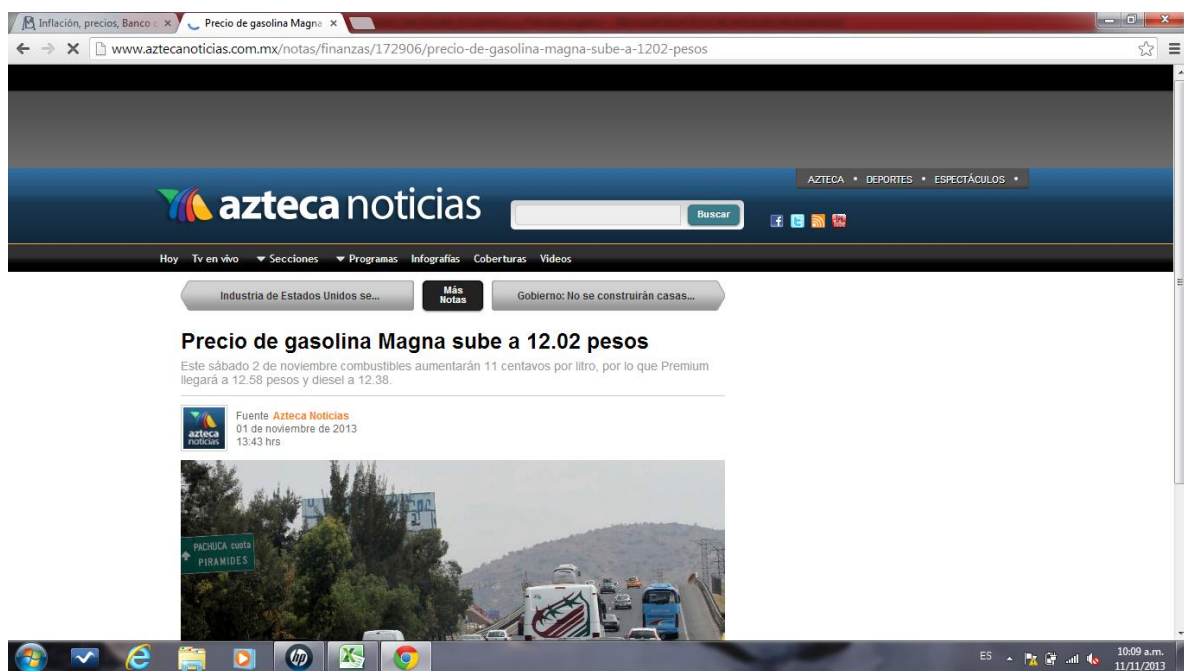 Inflación, precios, Banco
Precio de gasolina Magna
www.aztecanoticias.com.mx/notas/finanzas/172906/precio-de-gasolina-magna-sube-a-1202-pesos
AZTECA • DEPORTES • ESPECTÁCULOS •
azteca noticias
Buscar
Hoy Tv en vivo Secciones Programas Infografías Coberturas Videos
Industria de Estados Unidos se...
Más
Notas
Gobierno: No se construirán casas...
Precio de gasolina Magna sube a 12.02 pesos
Este sábado 2 de noviembre combustibles aumentarán 11 centavos por litro, por lo que Premium
llegará a 12.58 pesos y diesel a 12.38.
azteca
noticias
Fuente Azteca Noticias
01 de noviembre de 2013
13:43 hrs
PACHUCA cuota
PIRAMIDES
hp
ES
10:09 a.m.
11/11/2013